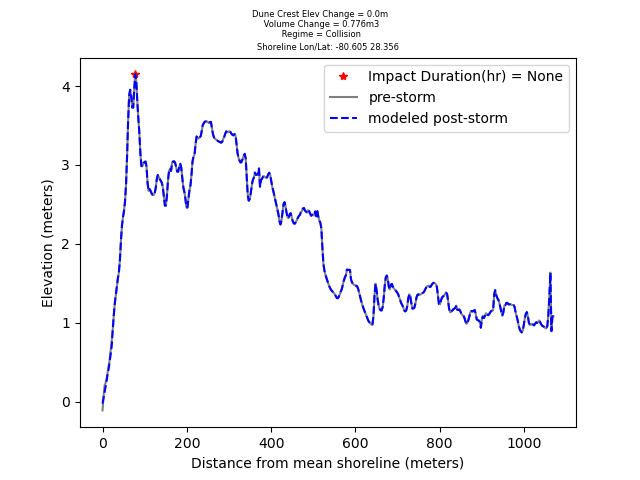 Dune Crest Elev Change = 0.0m
Volume Change = 0.776m3
Regime = Collision
Shoreline Lon/Lat: -80.605 28.356
Impact Duration(hr) = None
pre-storm
modeled post-storm
Elevation (meters)
4
3
2
1
0
0 200 400 600 800 1000
Distance from mean shoreline (meters)